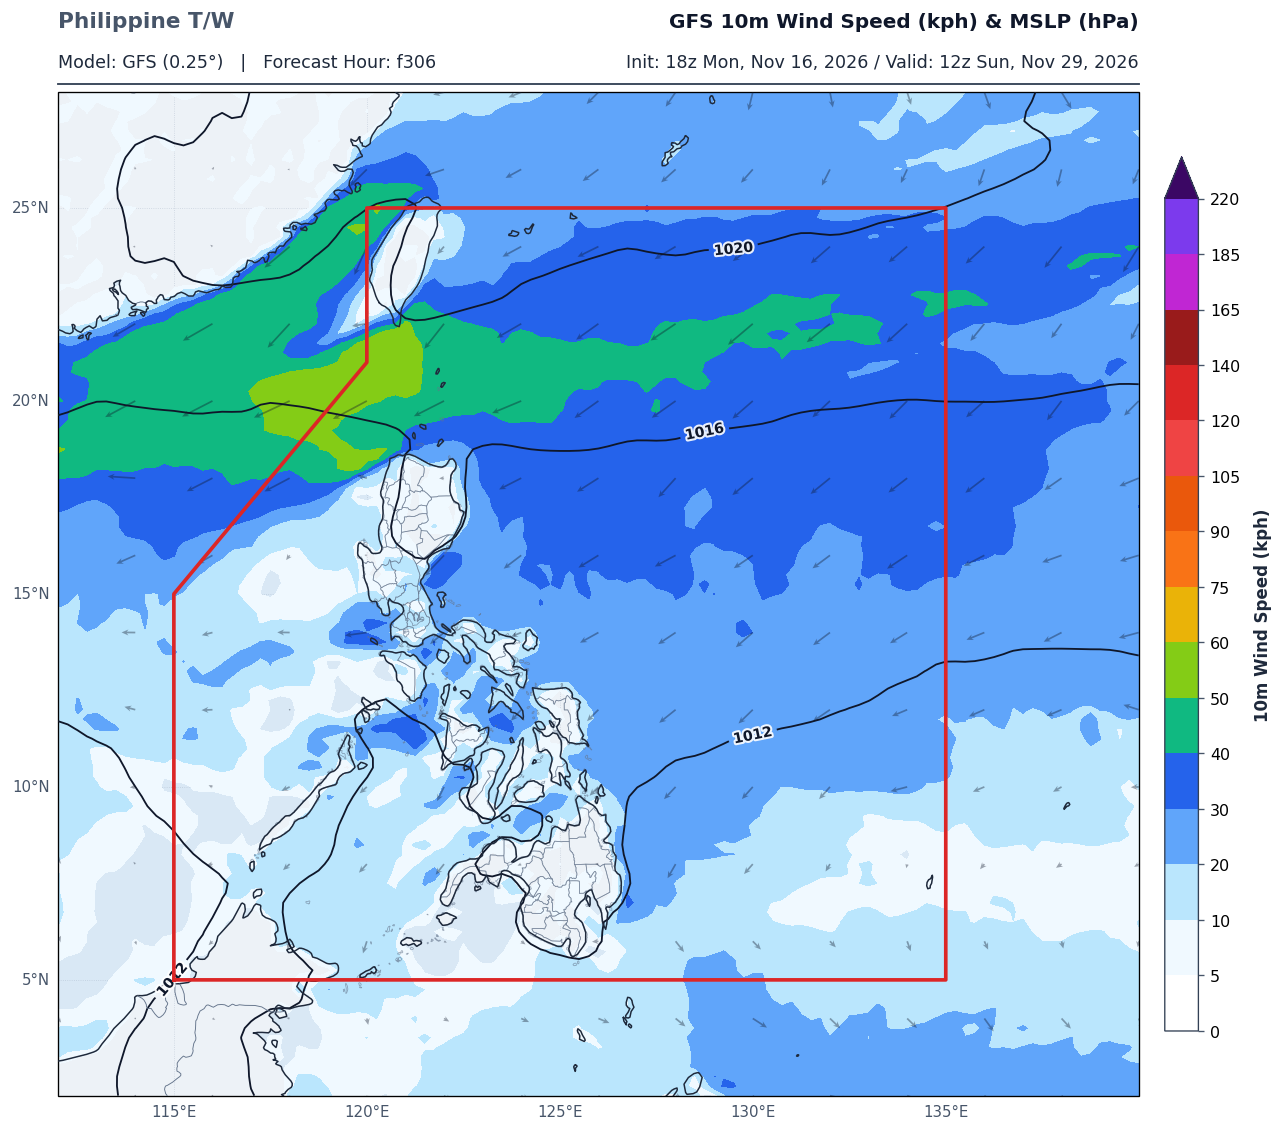 Philippine T/W
GFS 10m Wind Speed (kph) & MSLP (hPa)
Model: GFS (0.25°) | Forecast Hour: f306
Init: 18z Mon, Nov 16, 2026 / Valid: 12z Sun, Nov 29, 2026
25°N
20°N
15°N
10°N
5°N
115°E
120°E
125°E
130°E
135°E
1020
1016
1012
1012
220
185
165
140
120
105
90
75
60
50
40
30
20
10
5
0
10m Wind Speed (kph)